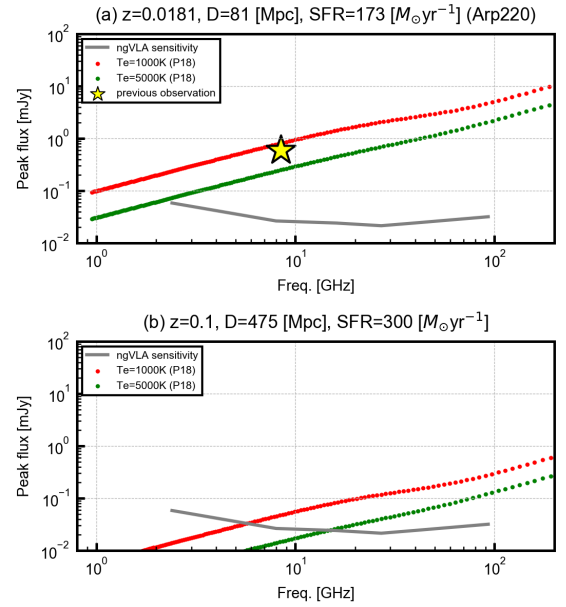 (a) z=0.0181, D=81 [Mpc], SFR=173 [M⊙yr⁻¹] (Arp220)
ngVLA sensitivity
Te=1000K (P18)
Te=5000K (P18)
previous observation
Peak flux [mJy]
10²
10¹
10⁰
10⁻¹
10⁻²
10⁰ 10¹ 10²
Freq. [GHz]
(b) z=0.1, D=475 [Mpc], SFR=300 [M⊙yr⁻¹]
ngVLA sensitivity
Te=1000K (P18)
Te=5000K (P18)
Peak flux [mJy]
10²
10¹
10⁰
10⁻¹
10⁻²
10⁰ 10¹ 10²
Freq. [GHz]